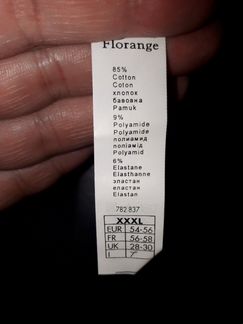 Florange
85%
Cotton
Coton
хлопок
бавовна
Pamuk
9%
Polyamide
Polyamide
полиамид
поліамід
Polyamid
6%
Elastane
Elasthanne
эластан
еластан
Elastan
782 837
XXXL
EUR 54-56
FR 56-58
UK 28-30
I 7